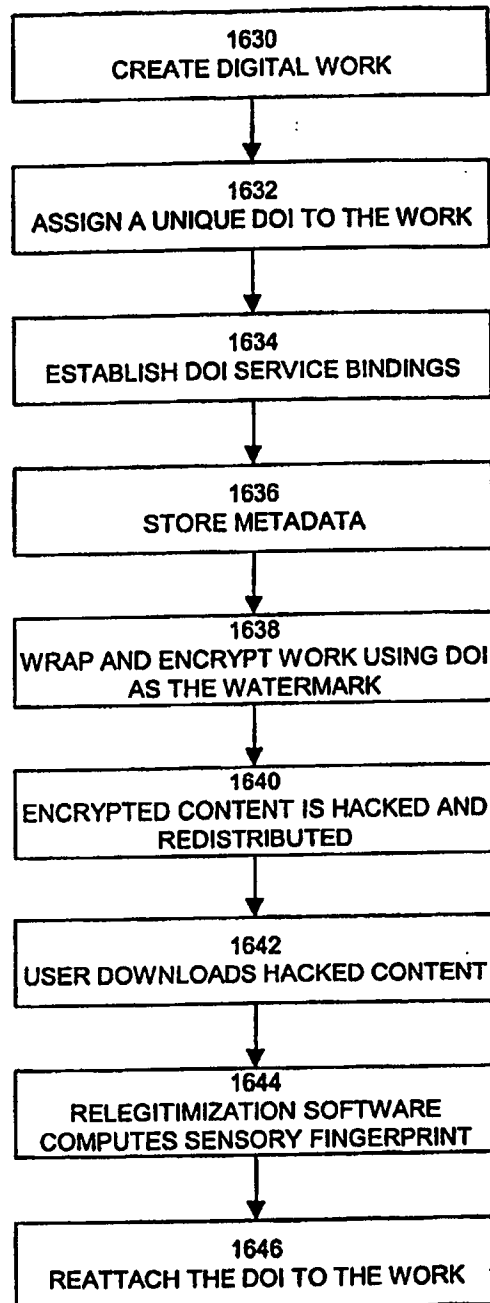 1630
CREATE DIGITAL WORK
1632
ASSIGN A UNIQUE DOI TO THE WORK
1634
ESTABLISH DOI SERVICE BINDINGS
1636
STORE METADATA
1638
WRAP AND ENCRYPT WORK USING DOI
AS THE WATERMARK
1640
ENCRYPTED CONTENT IS HACKED AND
REDISTRIBUTED
1642
USER DOWNLOADS HACKED CONTENT
1644
RELEGITIMIZATION SOFTWARE
COMPUTES SENSORY FINGERPRINT
1646
REATTACH THE DOI TO THE WORK